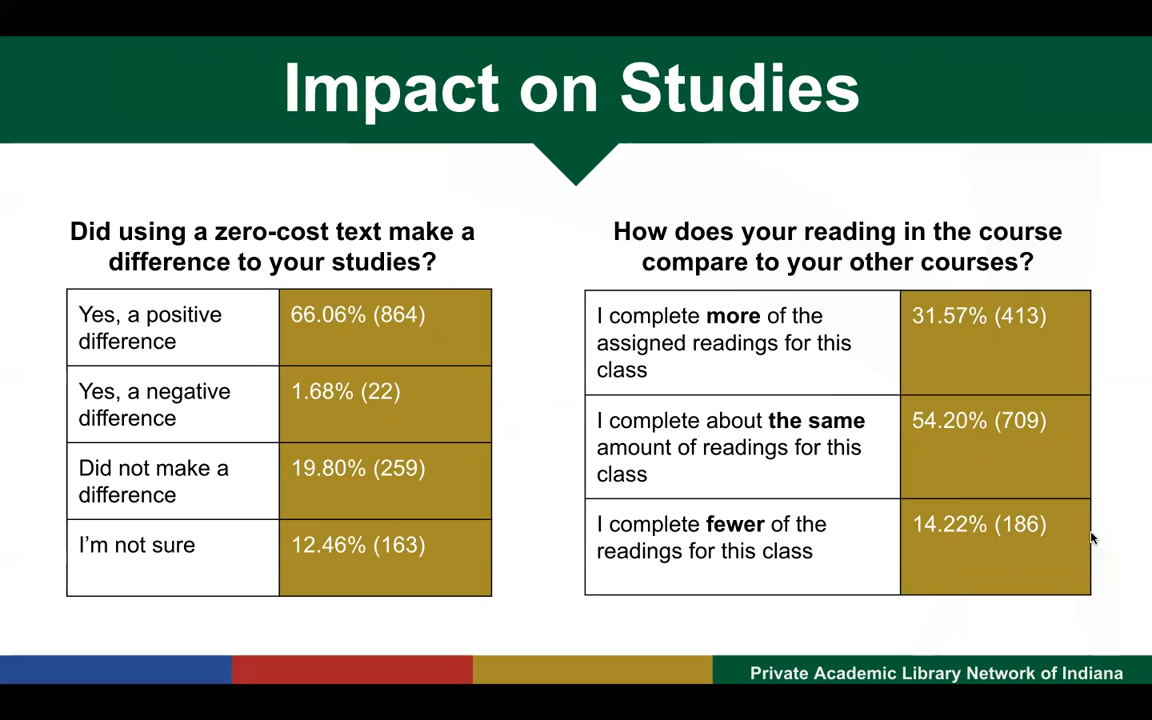 Impact on Studies
Did using a zero-cost text make a
difference to your studies?
Yes, a positive
difference
66.06% (864)
Yes, a negative
difference
1.68% (22)
Did not make a
difference
19.80% (259)
I'm not sure
12.46% (163)
How does your reading in the course
compare to your other courses?
I complete more of the
assigned readings for this
class
31.57% (413)
I complete about the same
amount of readings for this
class
54.20% (709)
I complete fewer of the
readings for this class
14.22% (186)
Private Academic Library Network of Indiana